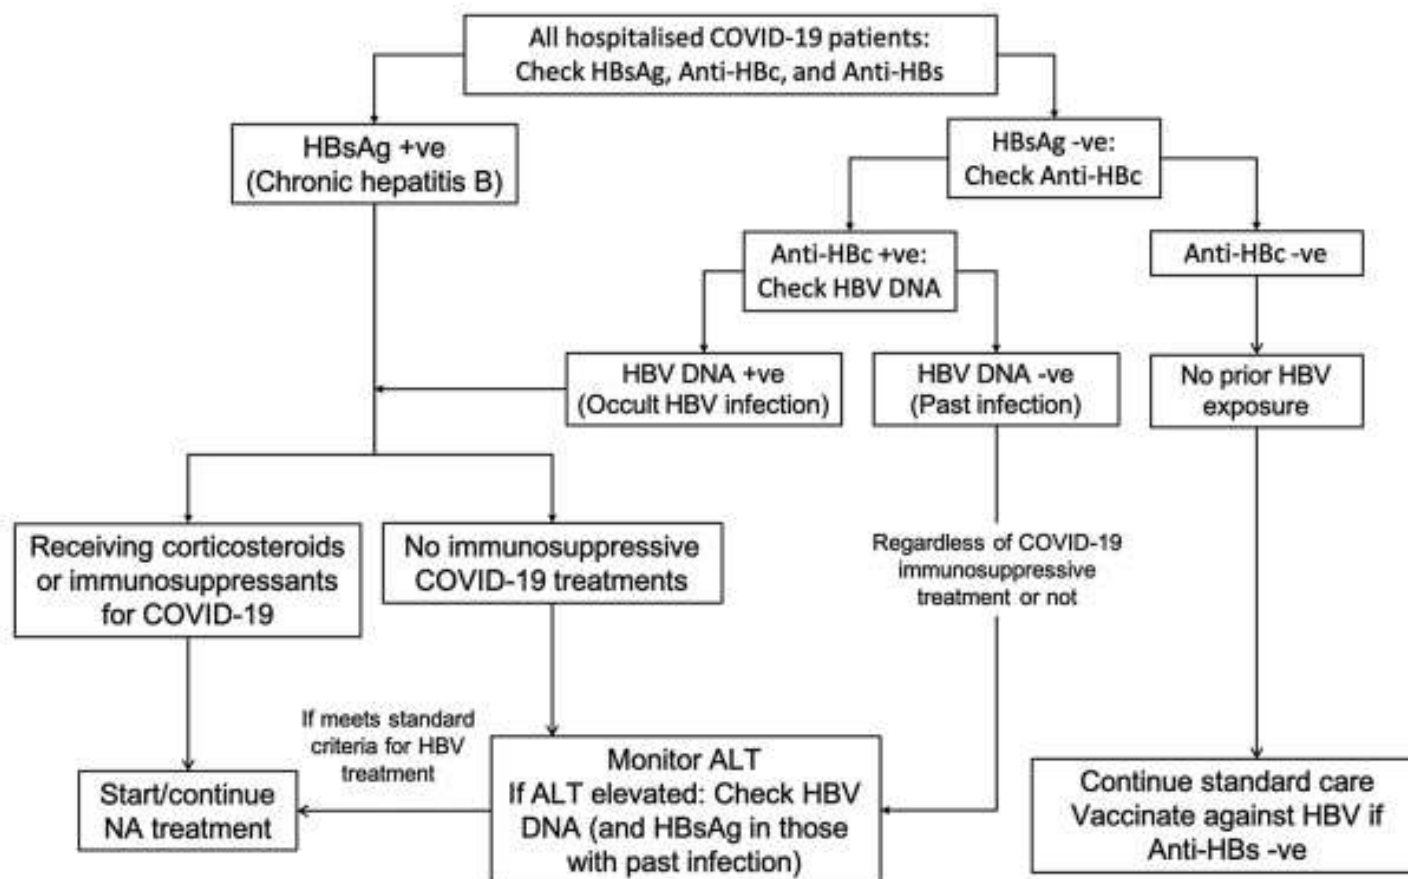 All hospitalised COVID-19 patients:
Check HBsAg, Anti-HBc, and Anti-HBs
HBsAg +ve
(Chronic hepatitis B)
HBsAg -ve:
Check Anti-HBc
Anti-HBc +ve:
Check HBV DNA
Anti-HBc -ve
HBV DNA +ve
(Occult HBV infection)
HBV DNA -ve
(Past infection)
No prior HBV
exposure
Receiving corticosteroids
or immunosuppressants
for COVID-19
No immunosuppressive
COVID-19 treatments
Regardless of COVID-19
immunosuppressive
treatment or not
If meets standard
criteria for HBV
treatment
Start/continue
NA treatment
Monitor ALT
If ALT elevated: Check HBV
DNA (and HBsAg in those
with past infection)
Continue standard care
Vaccinate against HBV if
Anti-HBs -ve